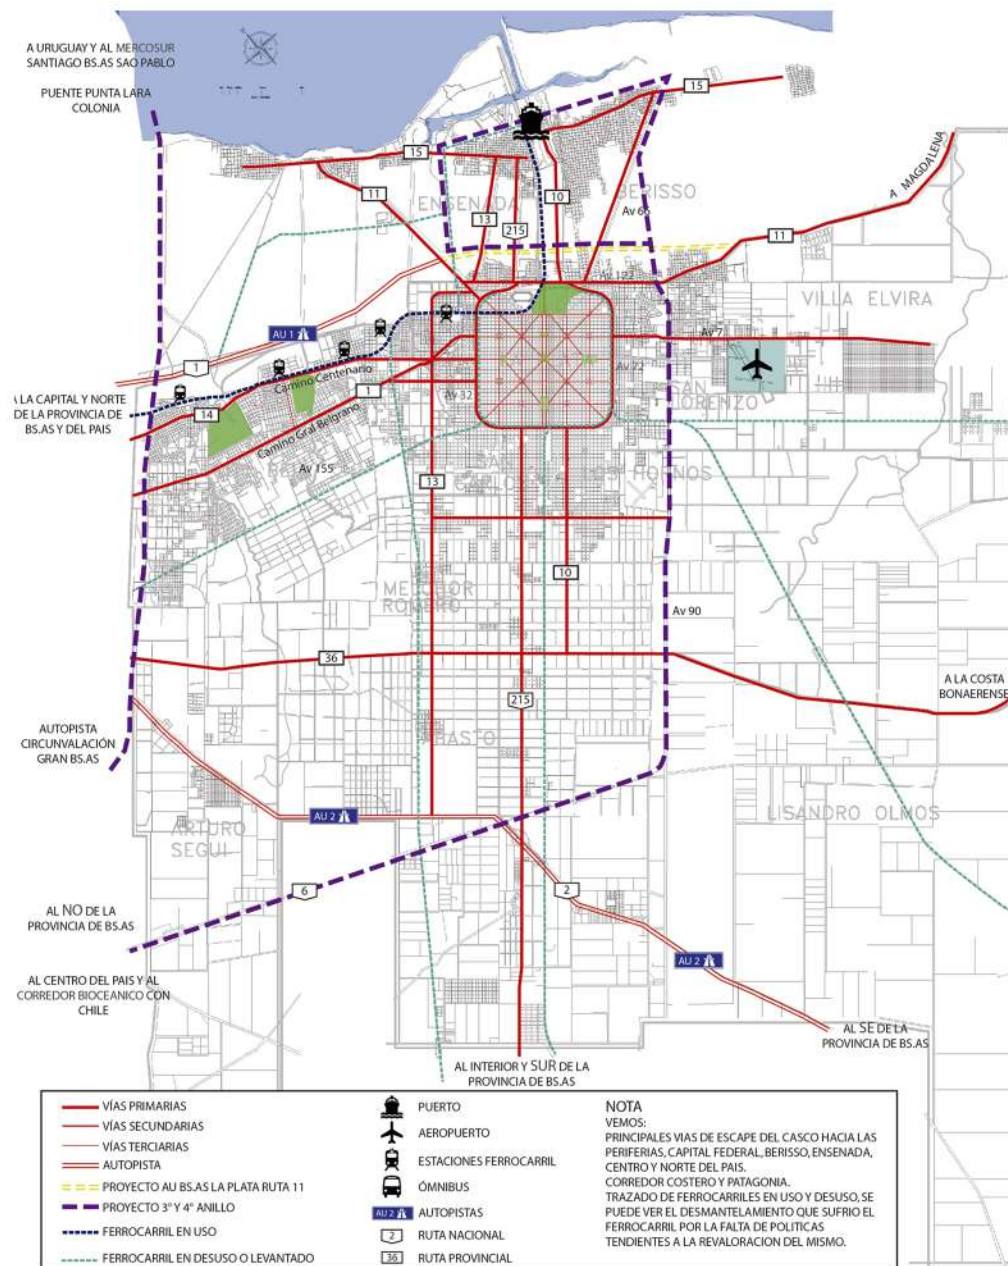 A URUGUAY Y AL MERCOSUR
SANTIAGO BS.AS SAO PABLO
PUENTE PUNTA LARA
COLONIA
15
15
A MAGDALENA
11
ENSENADA
10
BERISSO
13
Av 66
215
11
Av 122
VILLA ELVIRA
AU 1
Av 7
1
Camino Centenario
Av 72
A LA CAPITAL Y NORTE
DE LA PROVINCIA DE
BS.AS Y DEL PAIS
1
Av 32
SAN
LORENZO
14
Camino Gral Belgrano
Av 155
SAN
CARLOS
LOS HORNOS
13
10
MELCHOR
ROMERO
Av 90
36
A LA COSTA
BONAERENSE
215
AUTOPISTA
CIRCUNVALACIÓN
GRAN BS.AS
ABASTO
AU 2
LISANDRO OLMOS
ARTURO
SEGUI
6
2
AL NO DE LA
PROVINCIA DE BS.AS
AU 2
AL CENTRO DEL PAIS Y AL
CORREDOR BIOCEANICO CON
CHILE
AL SE DE LA
PROVINCIA DE BS.AS
AL INTERIOR Y SUR DE LA
PROVINCIA DE BS.AS
VÍAS PRIMARIAS
VÍAS SECUNDARIAS
VÍAS TERCIARIAS
AUTOPISTA
PROYECTO AU BS.AS LA PLATA RUTA 11
PROYECTO 3° Y 4° ANILLO
FERROCARRIL EN USO
FERROCARRIL EN DESUSO O LEVANTADO
PUERTO
AEROPUERTO
ESTACIONES FERROCARRIL
ÓMNIBUS
AU 2 AUTOPISTAS
2 RUTA NACIONAL
36 RUTA PROVINCIAL
NOTA
VEMOS:
PRINCIPALES VIAS DE ESCAPE DEL CASCO HACIA LAS
PERIFERIAS, CAPITAL FEDERAL, BERISSO, ENSENADA,
CENTRO Y NORTE DEL PAIS.
CORREDOR COSTERO Y PATAGONIA.
TRAZADO DE FERROCARRILES EN USO Y DESUSO, SE
PUEDE VER EL DESMANTELAMIENTO QUE SUFRIO EL
FERROCARRIL POR LA FALTA DE POLITICAS
TENDIENTES A LA REVALORACION DEL MISMO.